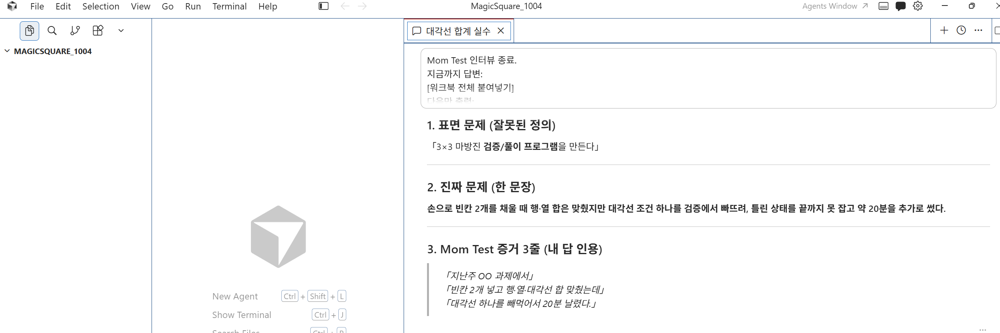 File Edit Selection View Go Run Terminal Help
MagicSquare_1004
Agents Window
대각선 합계 실수
MAGICSQUARE_1004
Mom Test 인터뷰 종료.
지금까지 답변:
[워크북 전체 붙여넣기]
다음만 출력:
1. 표면 문제 (잘못된 정의)
「3×3 마방진 검증/풀이 프로그램을 만든다」
2. 진짜 문제 (한 문장)
손으로 빈칸 2개를 채울 때 행·열 합은 맞췄지만 대각선 조건 하나를 검증에서 빠뜨려, 틀린 상태를 끝까지 못 잡고 약 20분을 추가로 썼다.
3. Mom Test 증거 3줄 (내 답 인용)
「지난주 OO 과제에서」
「빈칸 2개 넣고 행·열·대각선 합 맞췄는데」
「대각선 하나를 빼먹어서 20분 날렸다.」
New Agent Ctrl + Shift + L
Show Terminal Ctrl + J
Search Files Ctrl + P